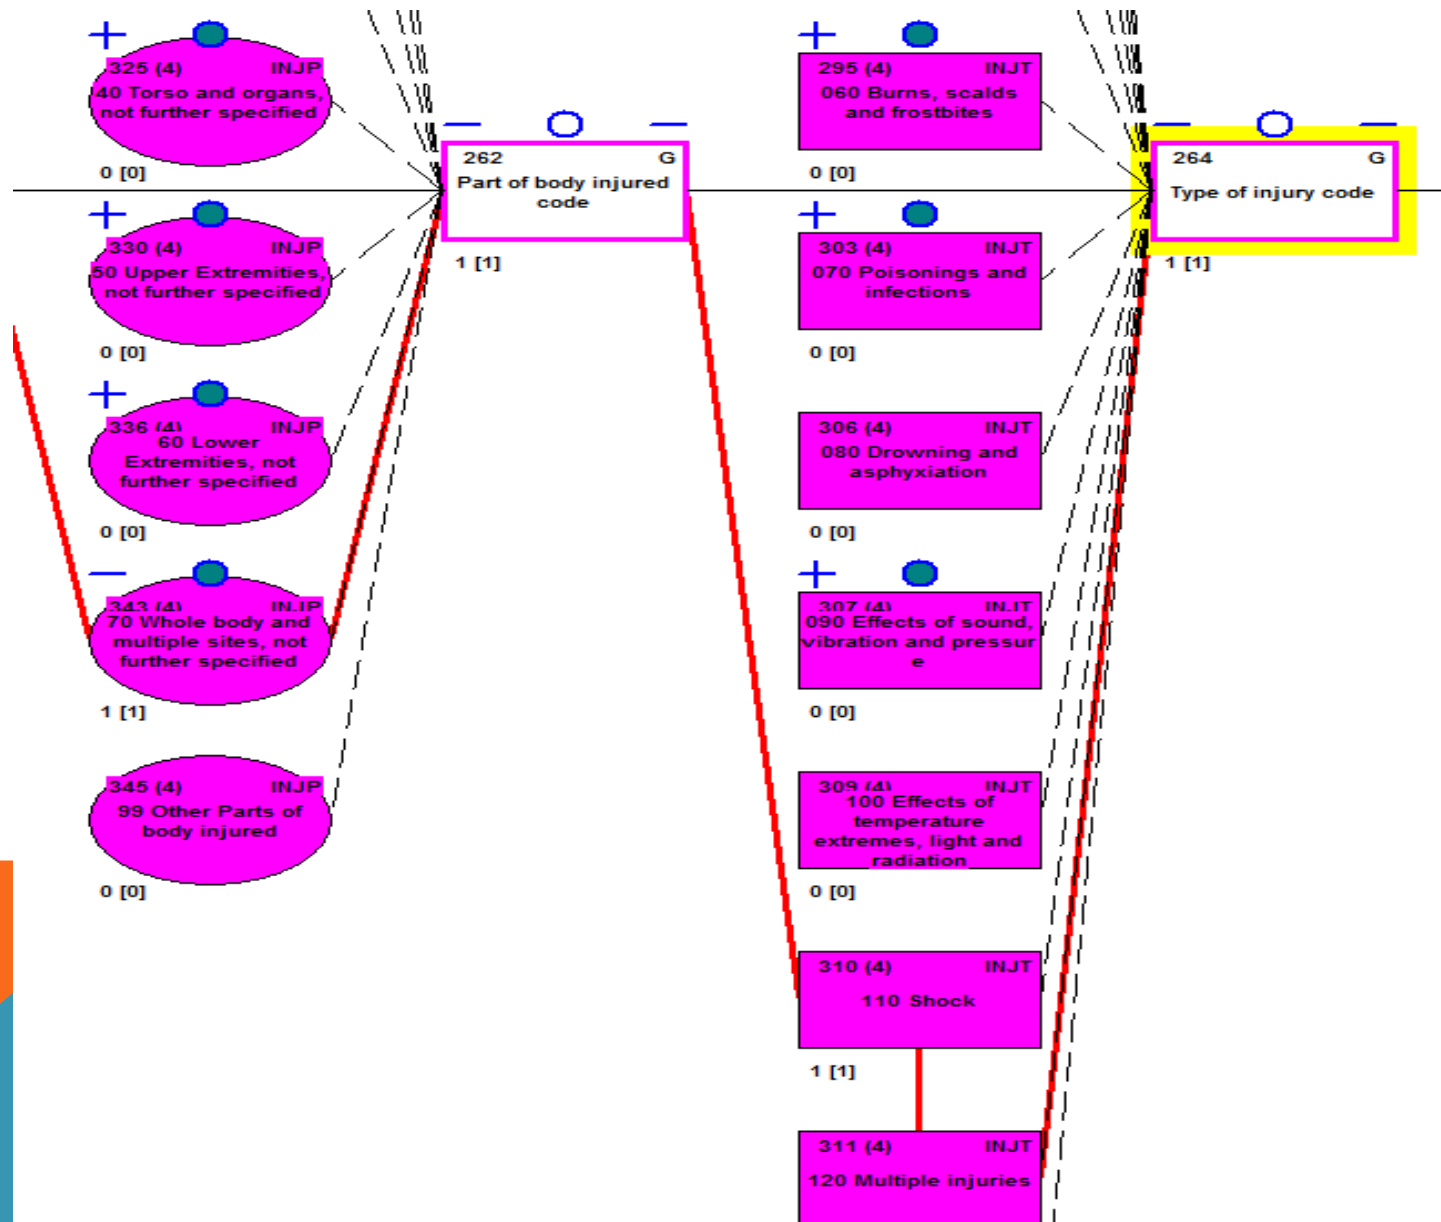 325 (4) INJP
40 Torso and organs,
not further specified
0 [0]
330 (4) INJP
50 Upper Extremities,
not further specified
0 [0]
336 (4) INJP
60 Lower
Extremities, not
further specified
0 [0]
343 (4) INJP
70 Whole body and
multiple sites, not
further specified
1 [1]
345 (4) INJP
99 Other Parts of
body injured
0 [0]
262 G
Part of body injured
code
1 [1]
295 (4) INJT
060 Burns, scalds
and frostbites
0 [0]
303 (4) INJT
070 Poisonings and
infections
0 [0]
306 (4) INJT
080 Drowning and
asphyxiation
0 [0]
307 (4) INJT
090 Effects of sound,
vibration and pressur
e
0 [0]
309 (4) INJT
100 Effects of
temperature
extremes, light and
radiation
0 [0]
310 (4) INJT
110 Shock
1 [1]
311 (4) INJT
120 Multiple injuries
264 G
Type of injury code
1 [1]